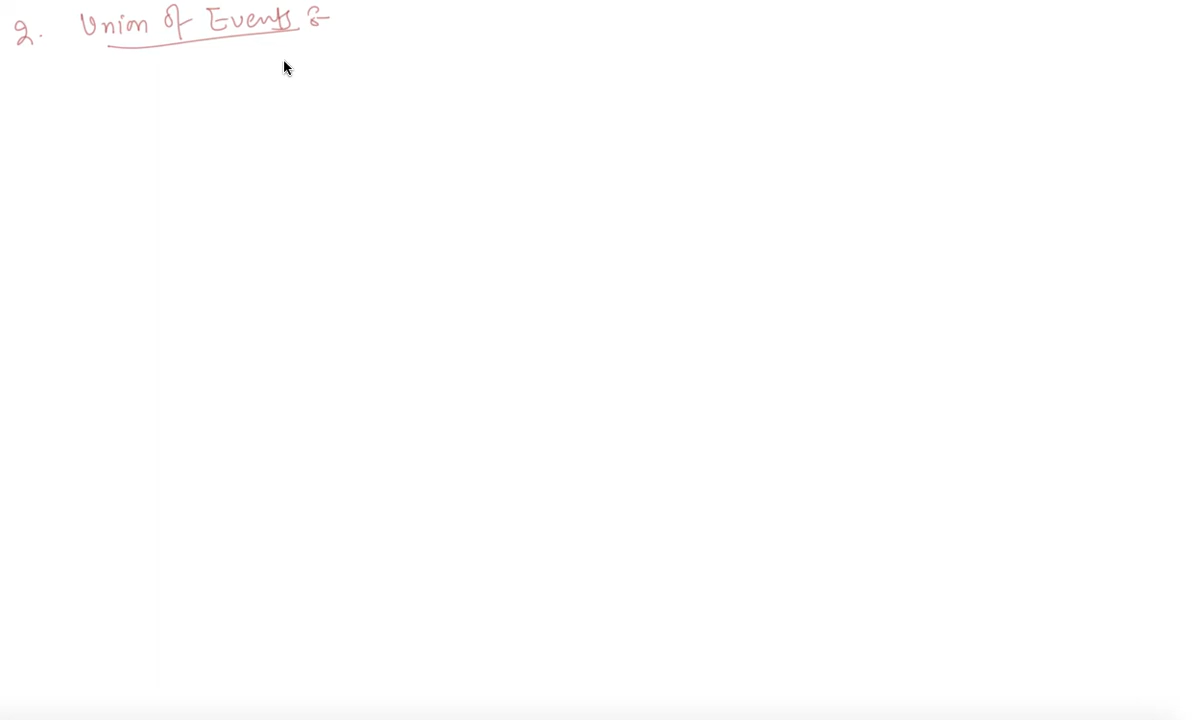 2. Union of Events :-